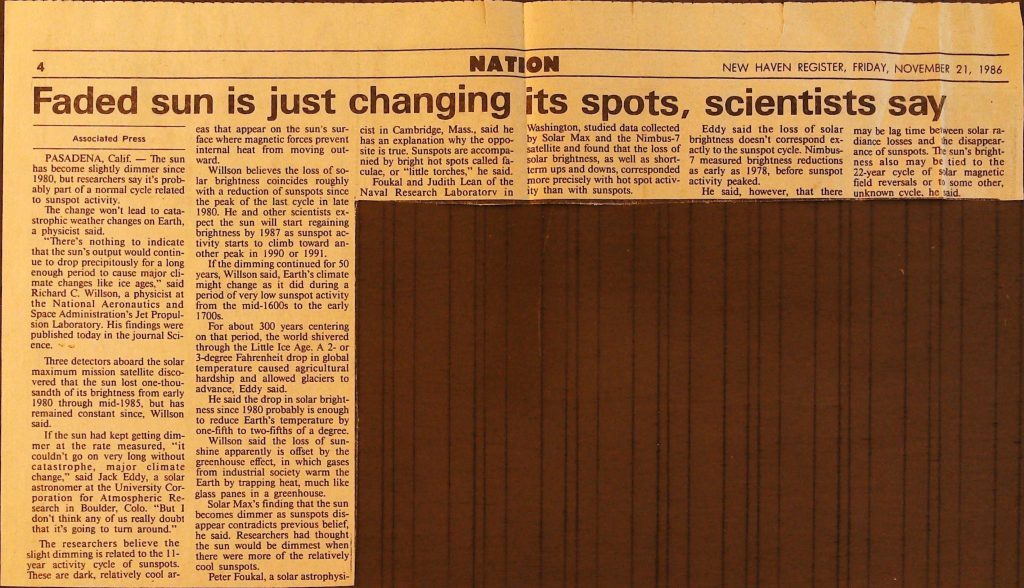 4
NATION
NEW HAVEN REGISTER, FRIDAY, NOVEMBER 21, 1986
Faded sun is just changing its spots, scientists say
Associated Press
PASADENA, Calif. — The sun
has become slightly dimmer since
1980, but researchers say it's prob-
ably part of a normal cycle related
to sunspot activity.
The change won't lead to cata-
strophic weather changes on Earth,
a physicist said.
"There's nothing to indicate
that the sun's output would contin-
ue to drop precipitously for a long
enough period to cause major cli-
mate changes like ice ages," said
Richard C. Willson, a physicist at
the National Aeronautics and
Space Administration's Jet Propul-
sion Laboratory. His findings were
published today in the journal Sci-
ence.
Three detectors aboard the solar
maximum mission satellite disco-
vered that the sun lost one-thou-
sandth of its brightness from early
1980 through mid-1985, but has
remained constant since, Willson
said.
If the sun had kept getting dim-
mer at the rate measured, "it
couldn't go on very long without
catastrophe, major climate
change," said Jack Eddy, a solar
astronomer at the University Cor-
poration for Atmospheric Re-
search in Boulder, Colo. "But I
don't think any of us really doubt
that it's going to turn around."
The researchers believe the
slight dimming is related to the 11-
year activity cycle of sunspots.
These are dark, relatively cool ar-
eas that appear on the sun's sur-
face where magnetic forces prevent
internal heat from moving out-
ward.
Willson believes the loss of so-
lar brightness coincides roughly
with a reduction of sunspots since
the peak of the last cycle in late
1980. He and other scientists ex-
pect the sun will start regaining
brightness by 1987 as sunspot ac-
tivity starts to climb toward an-
other peak in 1990 or 1991.
If the dimming continued for 50
years, Willson said, Earth's climate
might change as it did during a
period of very low sunspot activity
from the mid-1600s to the early
1700s.
For about 300 years centering
on that period, the world shivered
through the Little Ice Age. A 2- or
3-degree Fahrenheit drop in global
temperature caused agricultural
hardship and allowed glaciers to
advance, Eddy said.
He said the drop in solar bright-
ness since 1980 probably is enough
to reduce Earth's temperature by
one-fifth to two-fifths of a degree.
Willson said the loss of sun-
shine apparently is offset by the
greenhouse effect, in which gases
from industrial society warm the
Earth by trapping heat, much like
glass panes in a greenhouse.
Solar Max's finding that the sun
becomes dimmer as sunspots dis-
appear contradicts previous belief,
he said. Researchers had thought
the sun would be dimmest when
there were more of the relatively
cool sunspots.
Peter Foukal, a solar astrophysi-
cist in Cambridge, Mass., said he
has an explanation why the oppo-
site is true. Sunspots are accompa-
nied by bright hot spots called fa-
culae, or "little torches," he said.
Foukal and Judith Lean of the
Naval Research Laboratory in
Washington, studied data collected
by Solar Max and the Nimbus-7
satellite and found that the loss of
solar brightness, as well as short-
term ups and downs, corresponded
more precisely with hot spot activ-
ity than with sunspots.
Eddy said the loss of solar
brightness doesn't correspond ex-
actly to the sunspot cycle. Nimbus-
7 measured brightness reductions
as early as 1978, before sunspot
activity peaked.
He said, however, that there
may be lag time between solar ra-
diance losses and the disappear-
ance of sunspots. The sun's bright-
ness also may be tied to the
22-year cycle of solar magnetic
field reversals or to some other,
unknown cycle, he said.